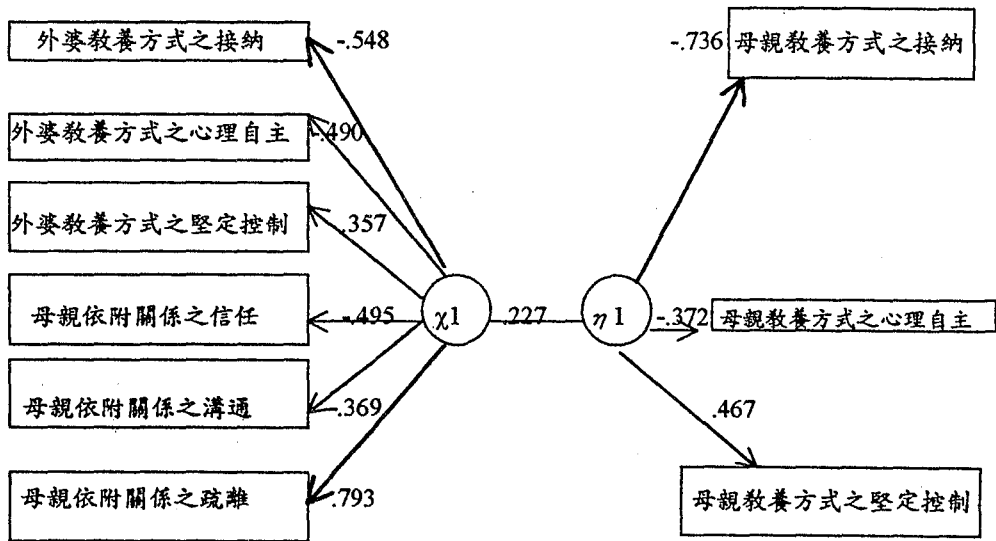 外婆教養方式之接納
-.548
外婆教養方式之心理自主
-.490
外婆教養方式之堅定控制
.357
母親依附關係之信任
-.495
母親依附關係之溝通
.369
母親依附關係之疏離
.793
χ1
.227
η1
-.736
母親教養方式之接納
-.372
母親教養方式之心理自主
.467
母親教養方式之堅定控制